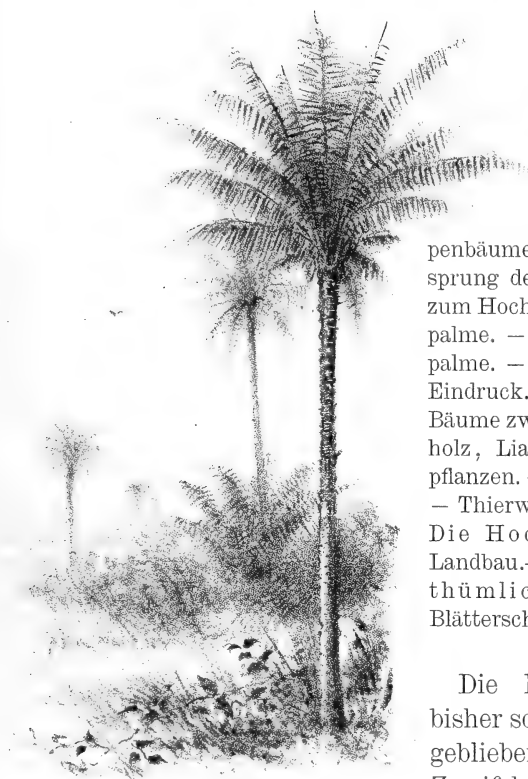 penbäume
sprung de
zum Hoch
palme. —
palme. —
Eindruck.
Bäume zw
holz, Lia
pflanzen.
— Thierw
Die Hoc
Landbau.-
thümlic
Blättersch
Die
bisher sc
geblieben